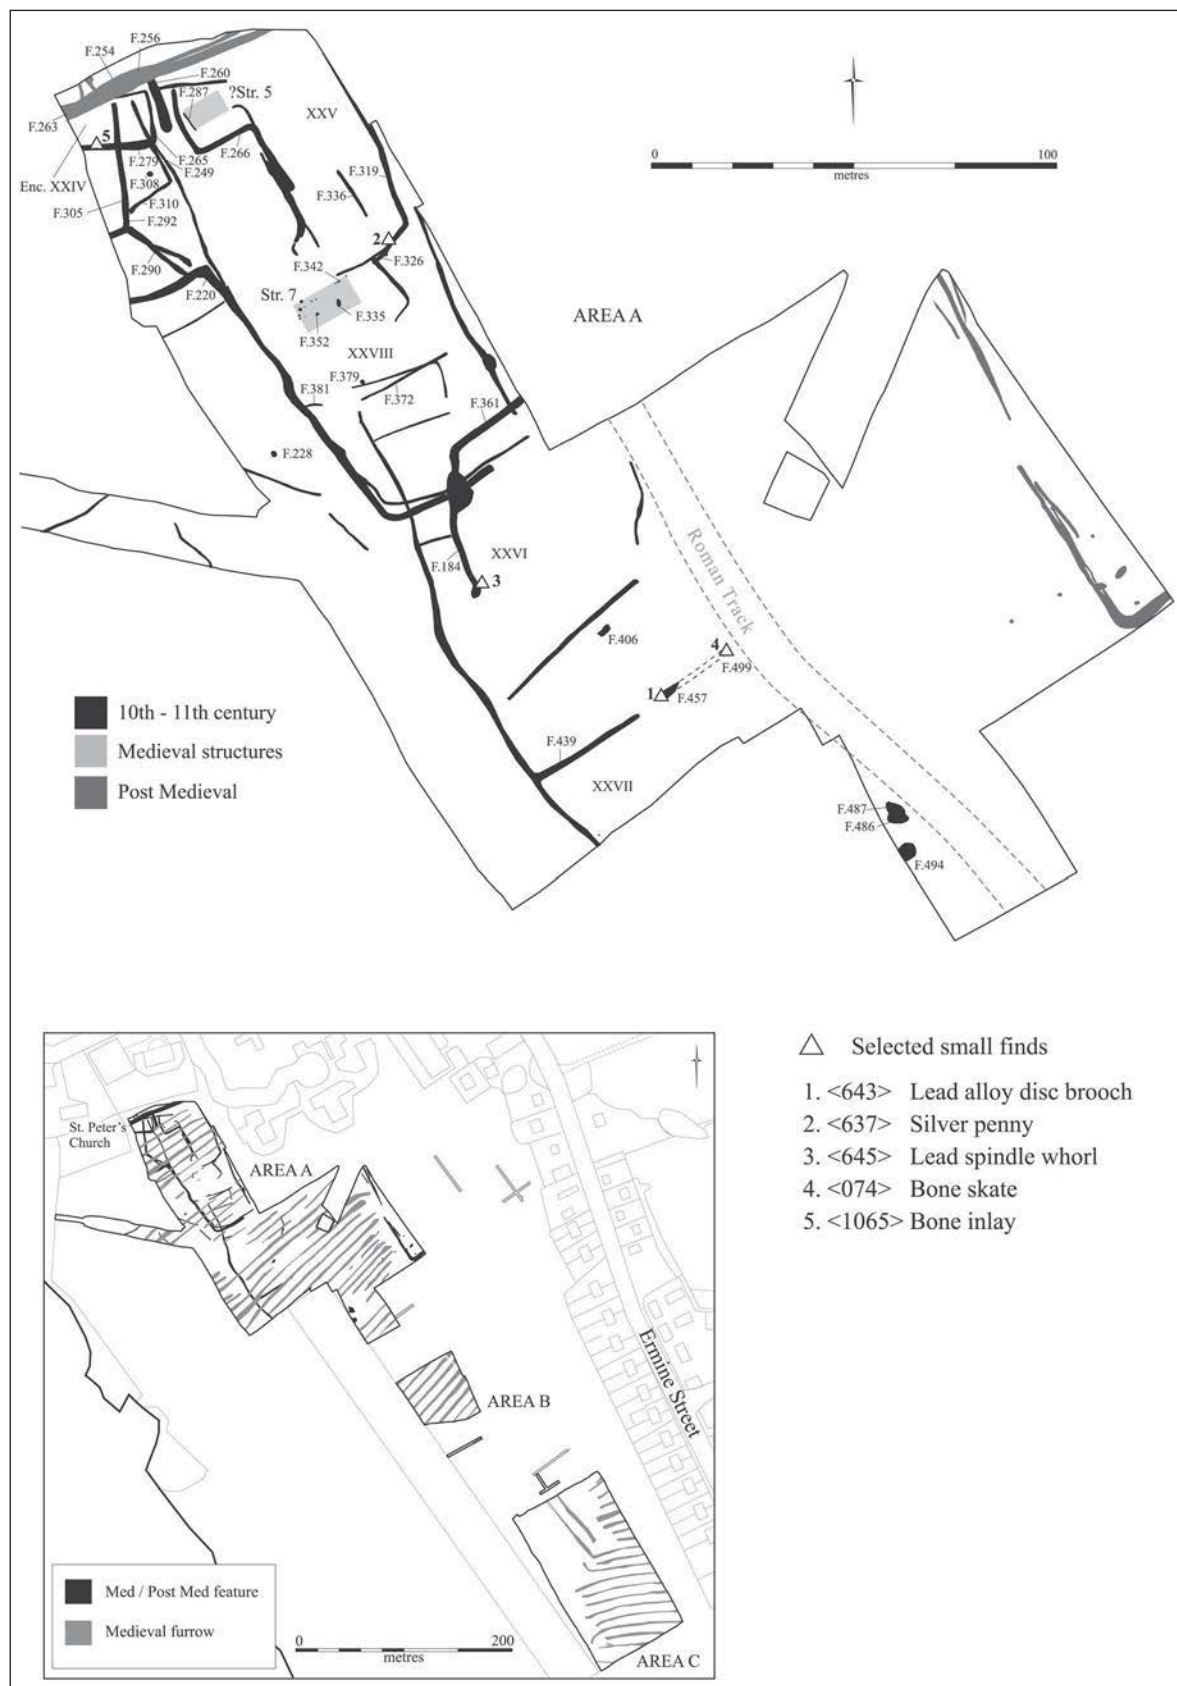 F.256
F.254
F.260
F.287
?Str. 5
XXV
F.263
5
F.279
F.265
F.249
F.266
F.319
F.308
Enc. XXIV
F.336
F.310
F.305
F.292
2
F.326
F.290
F.342
F.220
Str. 7
F.335
F.352
XXVIII
F.379
F.381
F.372
F.361
F.228
XXVI
F.184
3
AREA A
Roman Track
F.406
4
F.499
1
F.457
F.439
XXVII
F.487
F.486
F.494
0 100
metres
10th - 11th century
Medieval structures
Post Medieval
St. Peter's
Church
AREA A
AREA B
Ermine Street
AREA C
Med / Post Med feature
Medieval furrow
0 200
metres
Selected small finds
1. <643> Lead alloy disc brooch
2. <637> Silver penny
3. <645> Lead spindle whorl
4. <074> Bone skate
5. <1065> Bone inlay